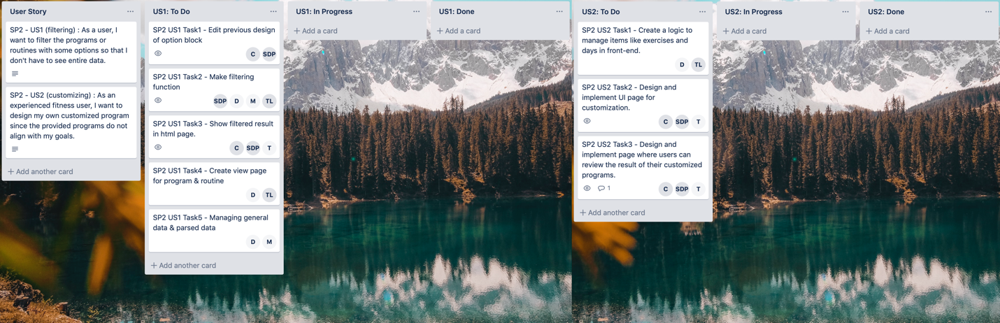 User Story
SP2 - US1 (filtering) : As a user, I
want to filter the programs or
routines with some options so that I
don't have to see entire data.
SP2 - US2 (customizing) : As an
experienced fitness user, I want to
design my own customized program
since the provided programs do not
align with my goals.
+ Add another card
US1: To Do
SP2 US1 Task1 - Edit previous design
of option block
C SDP
SP2 US1 Task2 - Make filtering
function
SDP D M TL
SP2 US1 Task3 - Show filtered result
in html page.
C SDP T
SP2 US1 Task4 - Create view page
for program & routine
D TL
SP2 US1 Task5 - Managing general
data & parsed data
D M
+ Add another card
US1: In Progress
+ Add a card
US1: Done
+ Add a card
US2: To Do
SP2 US2 Task1 - Create a logic to
manage items like exercises and
days in front-end.
D TL
SP2 US2 Task2 - Design and
implement UI page for
customization.
C SDP T
SP2 US2 Task3 - Design and
implement page where users can
review the result of their customized
programs.
1 C SDP T
+ Add another card
US2: In Progress
+ Add a card
US2: Done
+ Add a card